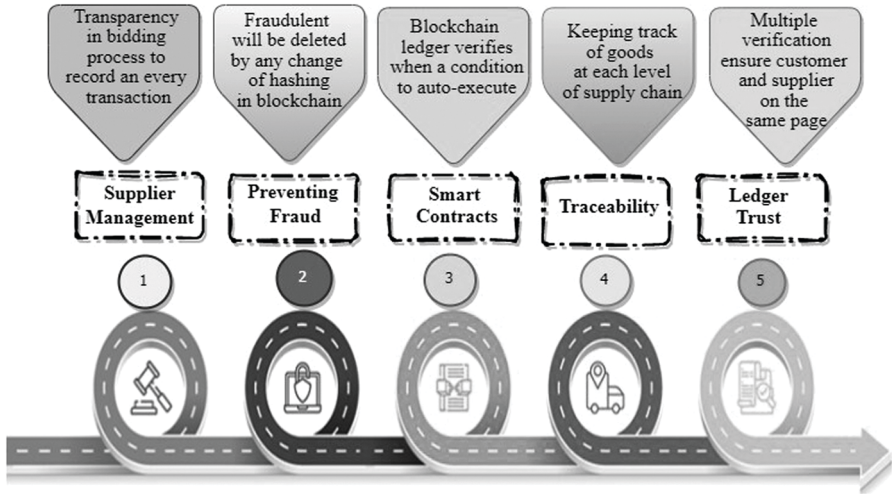 Transparency
in bidding
process to
record an every
transaction
Fraudulent
will be deleted
by any change
of hashing
in blockchain
Blockchain
ledger verifies
when a condition
to auto-execute
Keeping track
of goods
at each level
of supply chain
Multiple
verification
ensure customer
and supplier
on the
same page
Supplier
Management
Preventing
Fraud
Smart
Contracts
Traceability
Ledger
Trust
1
2
3
4
5